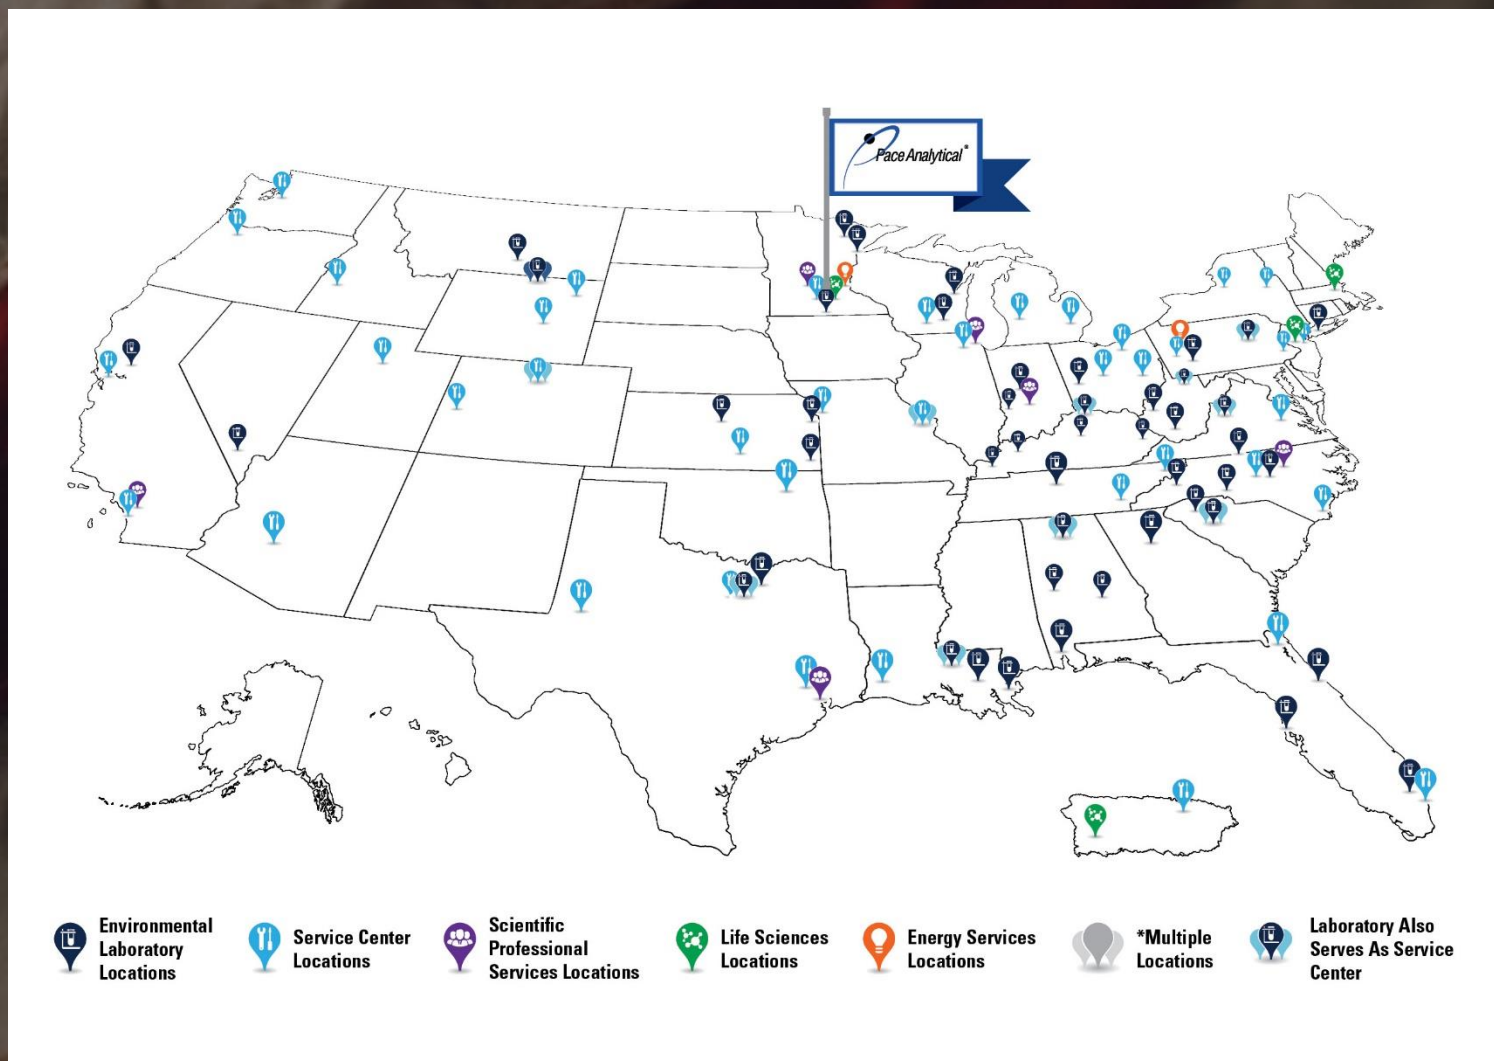 Pace Analytical®
Environmental
Laboratory
Locations
Service Center
Locations
Scientific
Professional
Services Locations
Life Sciences
Locations
Energy Services
Locations
*Multiple
Locations
Laboratory Also
Serves As Service
Center